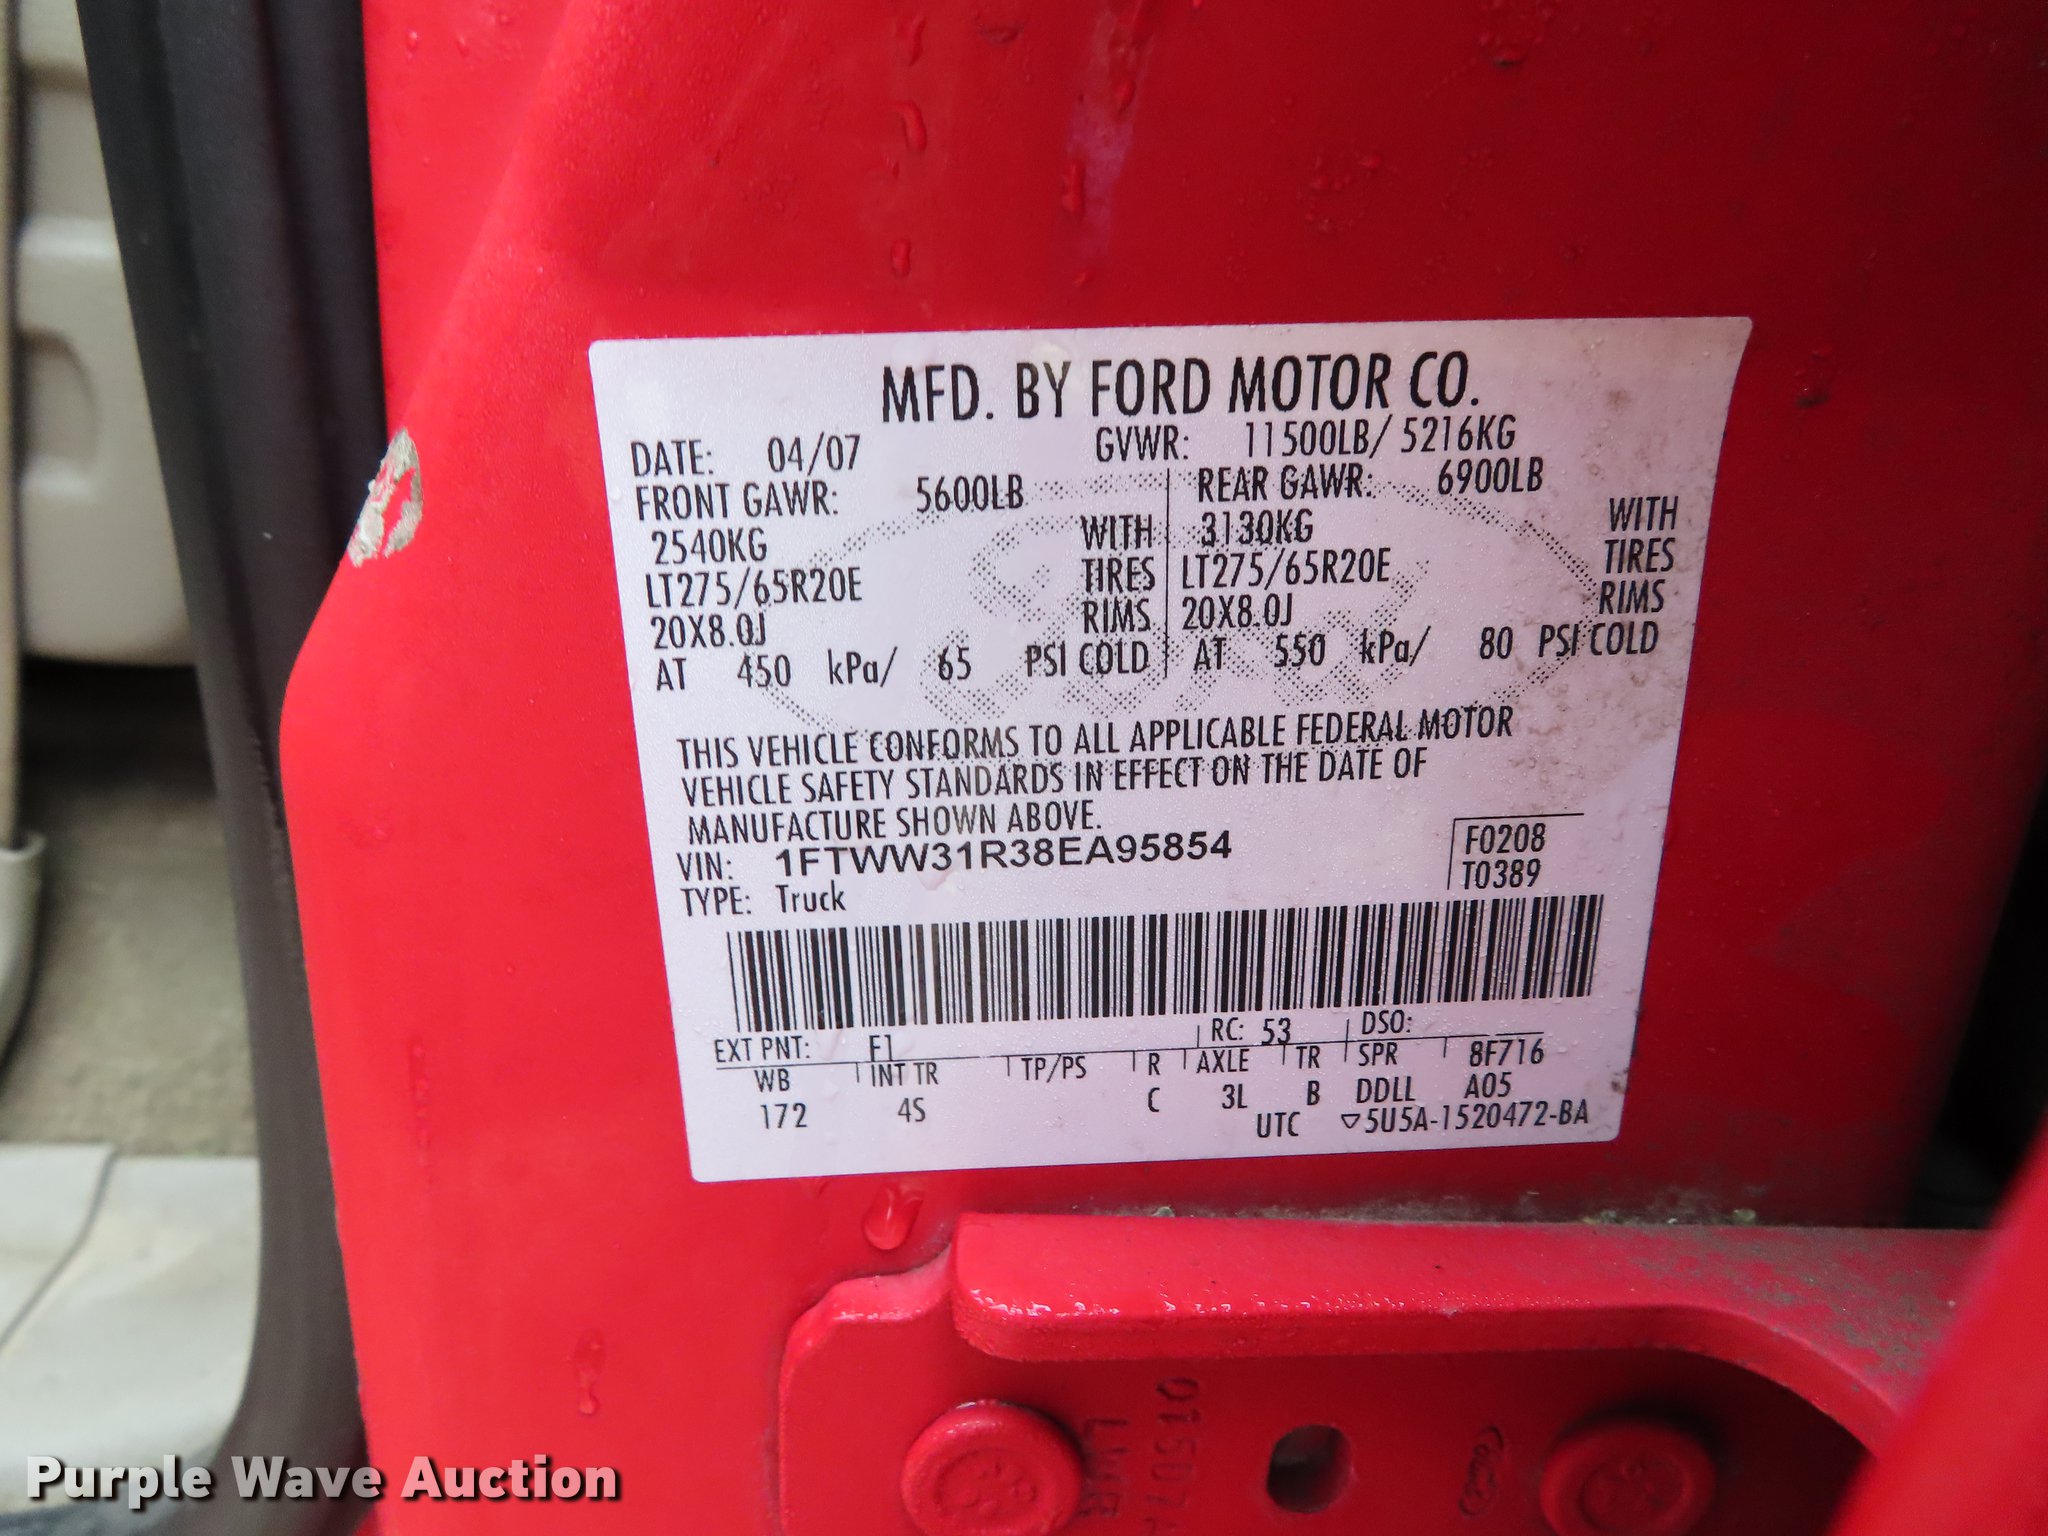 MFD. BY FORD MOTOR CO.
DATE: 04/07 GVWR: 11500LB/ 5216KG
FRONT GAWR: 5600LB REAR GAWR: 6900LB
2540KG WITH 3130KG WITH
LT275/65R20E TIRES LT275/65R20E TIRES
20X8.0J RIMS 20X8.0J RIMS
AT 450 kPa/ 65 PSI COLD AT 550 kPa/ 80 PSI COLD
THIS VEHICLE CONFORMS TO ALL APPLICABLE FEDERAL MOTOR
VEHICLE SAFETY STANDARDS IN EFFECT ON THE DATE OF
MANUFACTURE SHOWN ABOVE.
VIN: 1FTWW31R38EA95854 F0208
TYPE: Truck T0389
EXT PNT: F1 RC: 53 DSO:
WB INT TR TP/PS R AXLE TR SPR 8F716
172 4S C 3L B DDLL A05
UTC ▽5U5A-1520472-BA
Purple Wave Auction